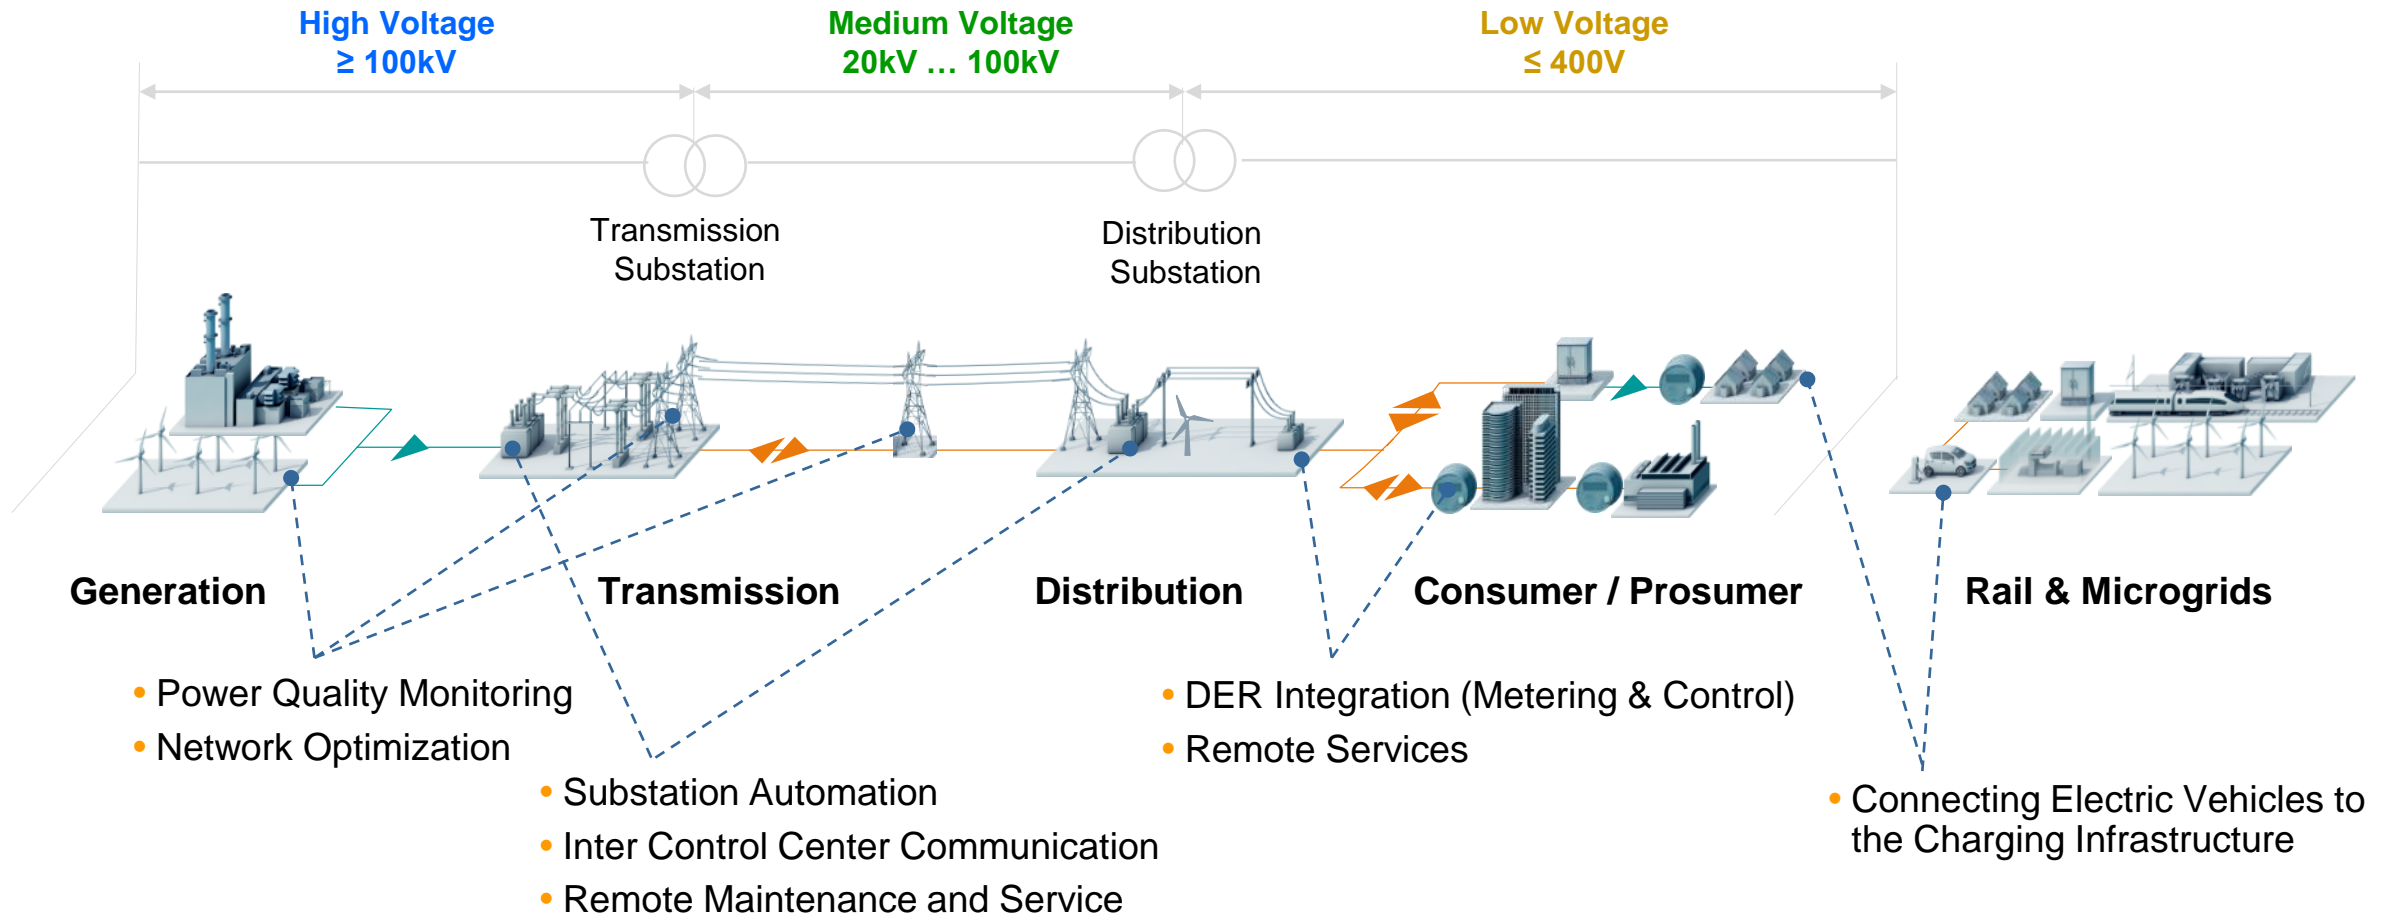 High Voltage
≥ 100kV
Medium Voltage
20kV … 100kV
Low Voltage
≤ 400V
Transmission
Substation
Distribution
Substation
Generation
Transmission
Distribution
Consumer / Prosumer
Rail & Microgrids
• Power Quality Monitoring
• Network Optimization
• Substation Automation
• Inter Control Center Communication
• Remote Maintenance and Service
• DER Integration (Metering & Control)
• Remote Services
• Connecting Electric Vehicles to
the Charging Infrastructure